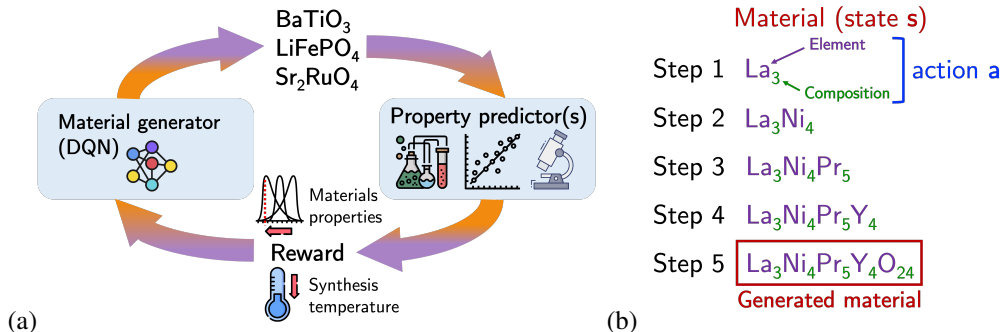 BaTiO₃
LiFePO₄
Sr₂RuO₄
Material generator
(DQN)
Property predictor(s)
Materials
properties
Reward
Synthesis
temperature
(a)
Material (state s)
Element
Step 1 La₃
Composition
action a
Step 2 La₃Ni₄
Step 3 La₃Ni₄Pr₅
Step 4 La₃Ni₄Pr₅Y₄
Step 5 La₃Ni₄Pr₅Y₄O₂₄
Generated material
(b)